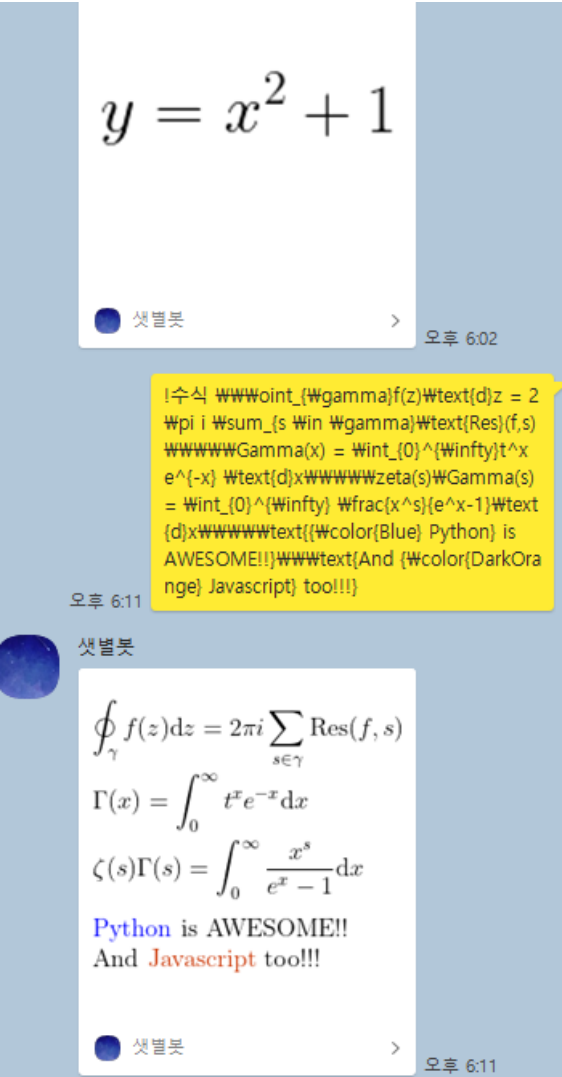 y = x² + 1
샛별봇
오후 6:02
!수식 ₩₩₩oint_{₩gamma}f(z)₩text{d}z = 2
₩pi i ₩sum_{s ₩in ₩gamma}₩text{Res}(f,s)
₩₩₩₩₩Gamma(x) = ₩int_{0}^{₩infty}t^x
e^{-x} ₩text{d}x₩₩₩₩₩zeta(s)₩Gamma(s)
= ₩int_{0}^{₩infty} ₩frac{x^s}{e^x-1}₩text
{d}x₩₩₩₩₩text{{₩color{Blue} Python} is
AWESOME!!}₩₩₩text{And {₩color{DarkOra
nge} Javascript} too!!!}
오후 6:11
샛별봇
∮_γ f(z)dz = 2πi ∑_{s∈γ} Res(f, s)
Γ(x) = ∫_0^∞ t^x e^{−x} dx
ζ(s)Γ(s) = ∫_0^∞ x^s / (e^x − 1) dx
Python is AWESOME!!
And Javascript too!!!
샛별봇
오후 6:11